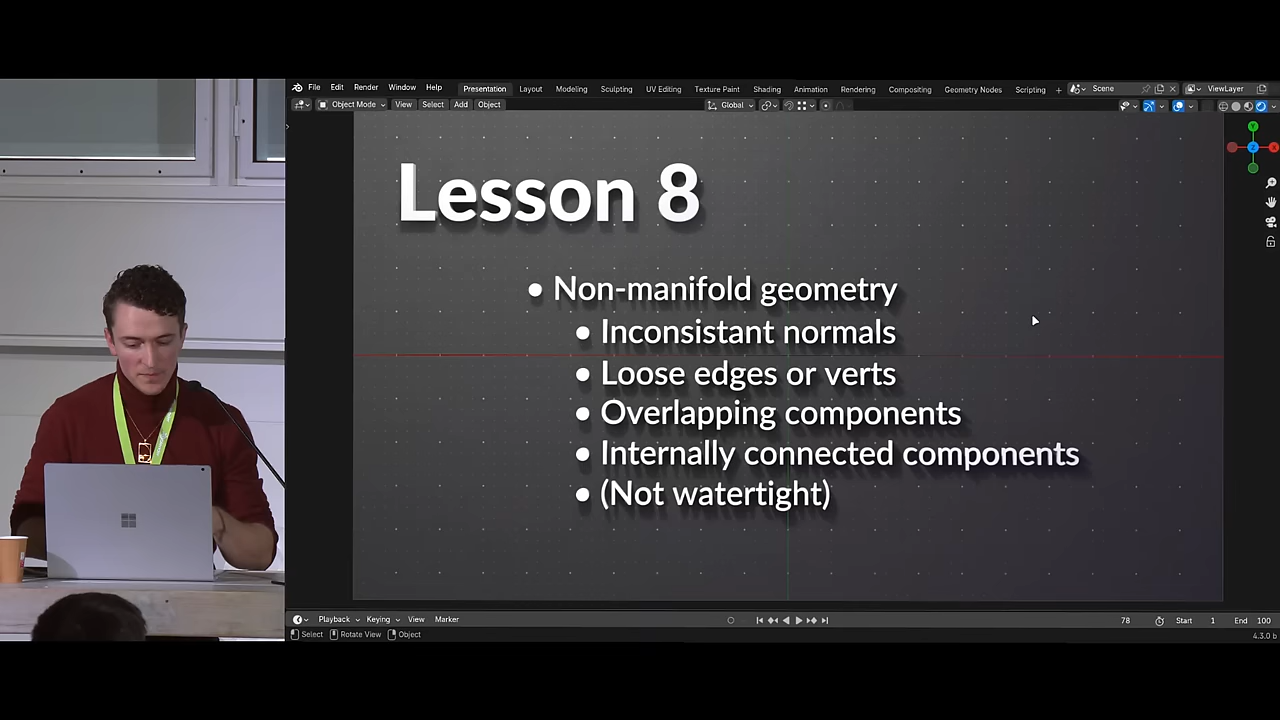 File Edit Render Window Help Presentation Layout Modeling Sculpting UV Editing Texture Paint Shading Animation Rendering Compositing Geometry Nodes Scripting + Scene ViewLayer
Object Mode View Select Add Object Global
Y
Z X
Lesson 8
• Non-manifold geometry
• Inconsistant normals
• Loose edges or verts
• Overlapping components
• Internally connected components
• (Not watertight)
Playback Keying View Marker 78 Start 1 End 100
Select Rotate View Object 4.3.0 b